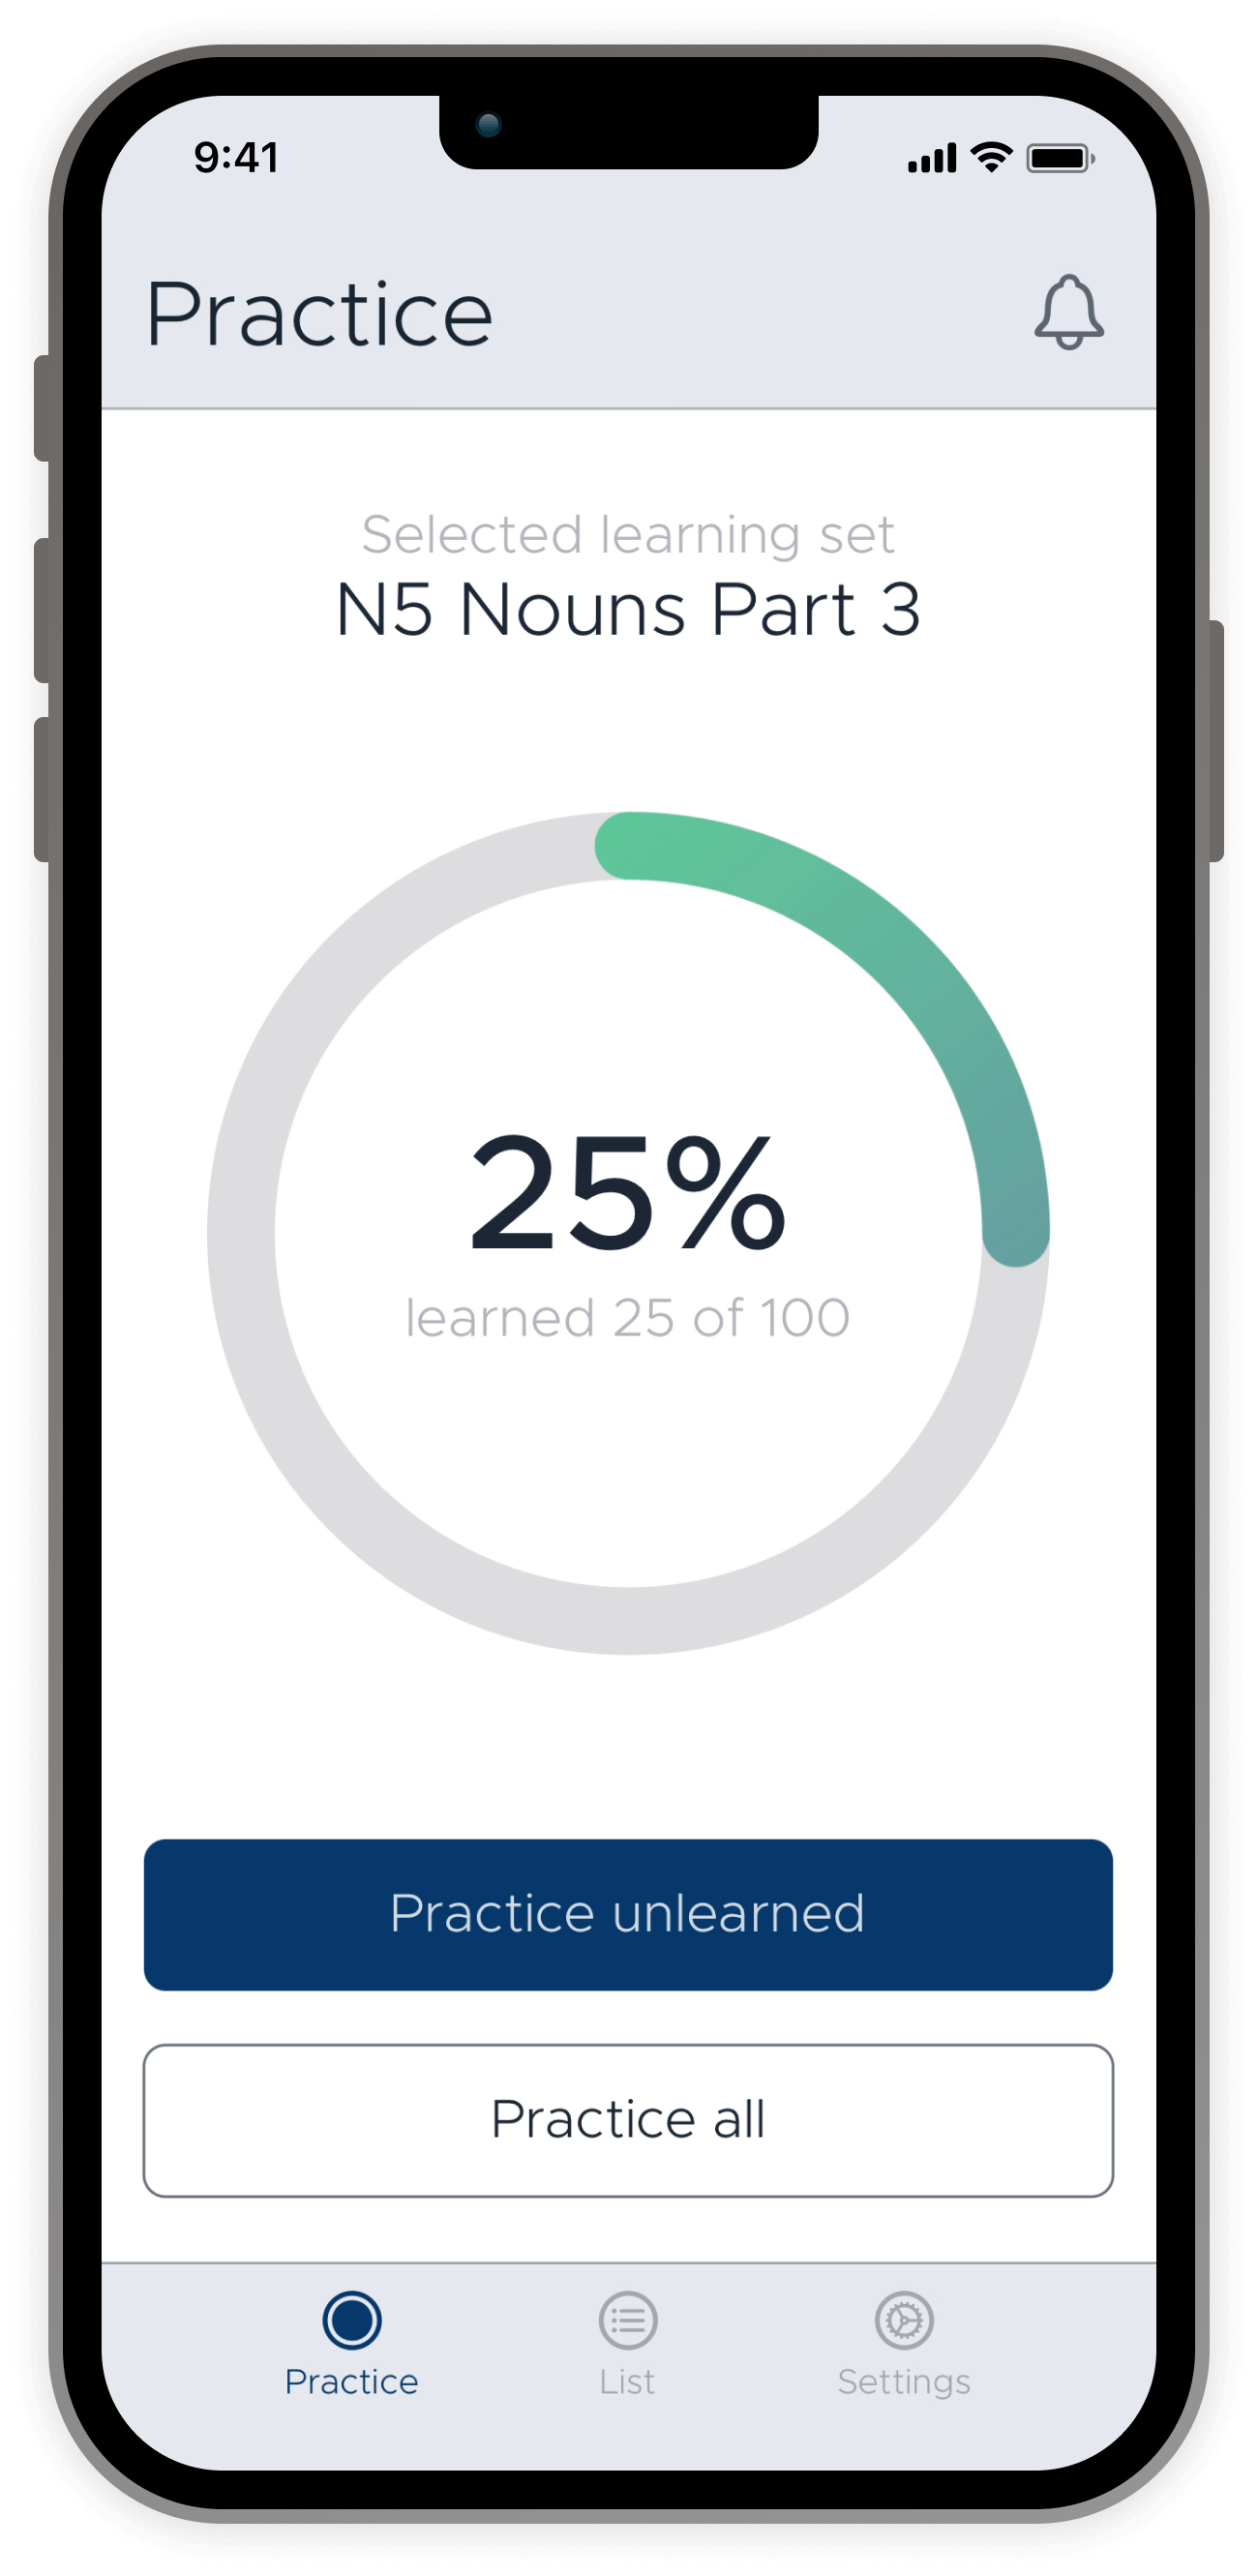 9:41
Practice
Selected learning set
N5 Nouns Part 3
25%
learned 25 of 100
Practice unlearned
Practice all
Practice
List
Settings